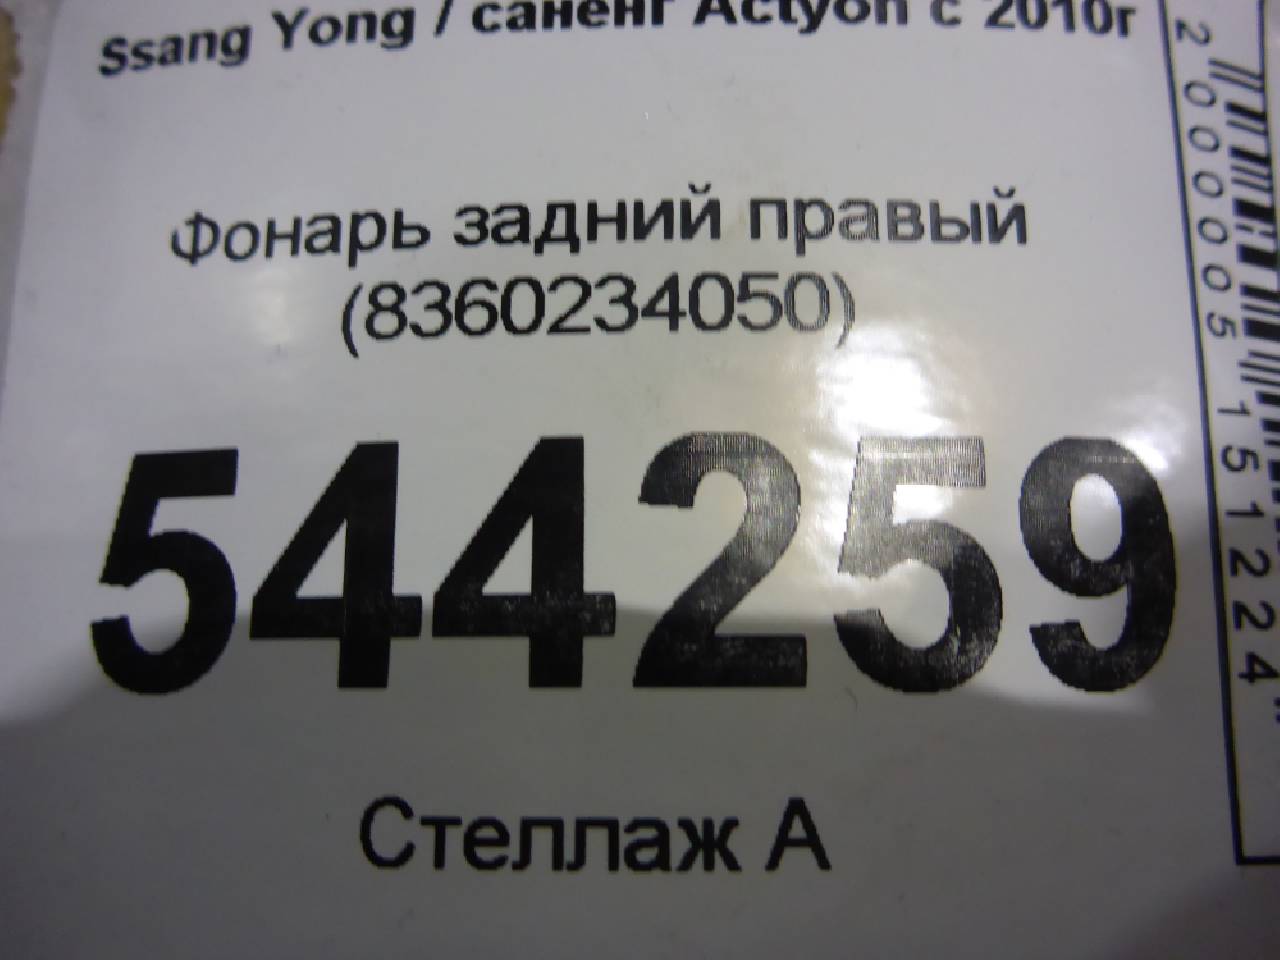 Ssang Yong / саненг Actyon с 2010г
Фонарь задний правый
(8360234050)
544259
Стеллаж А
2000005151224